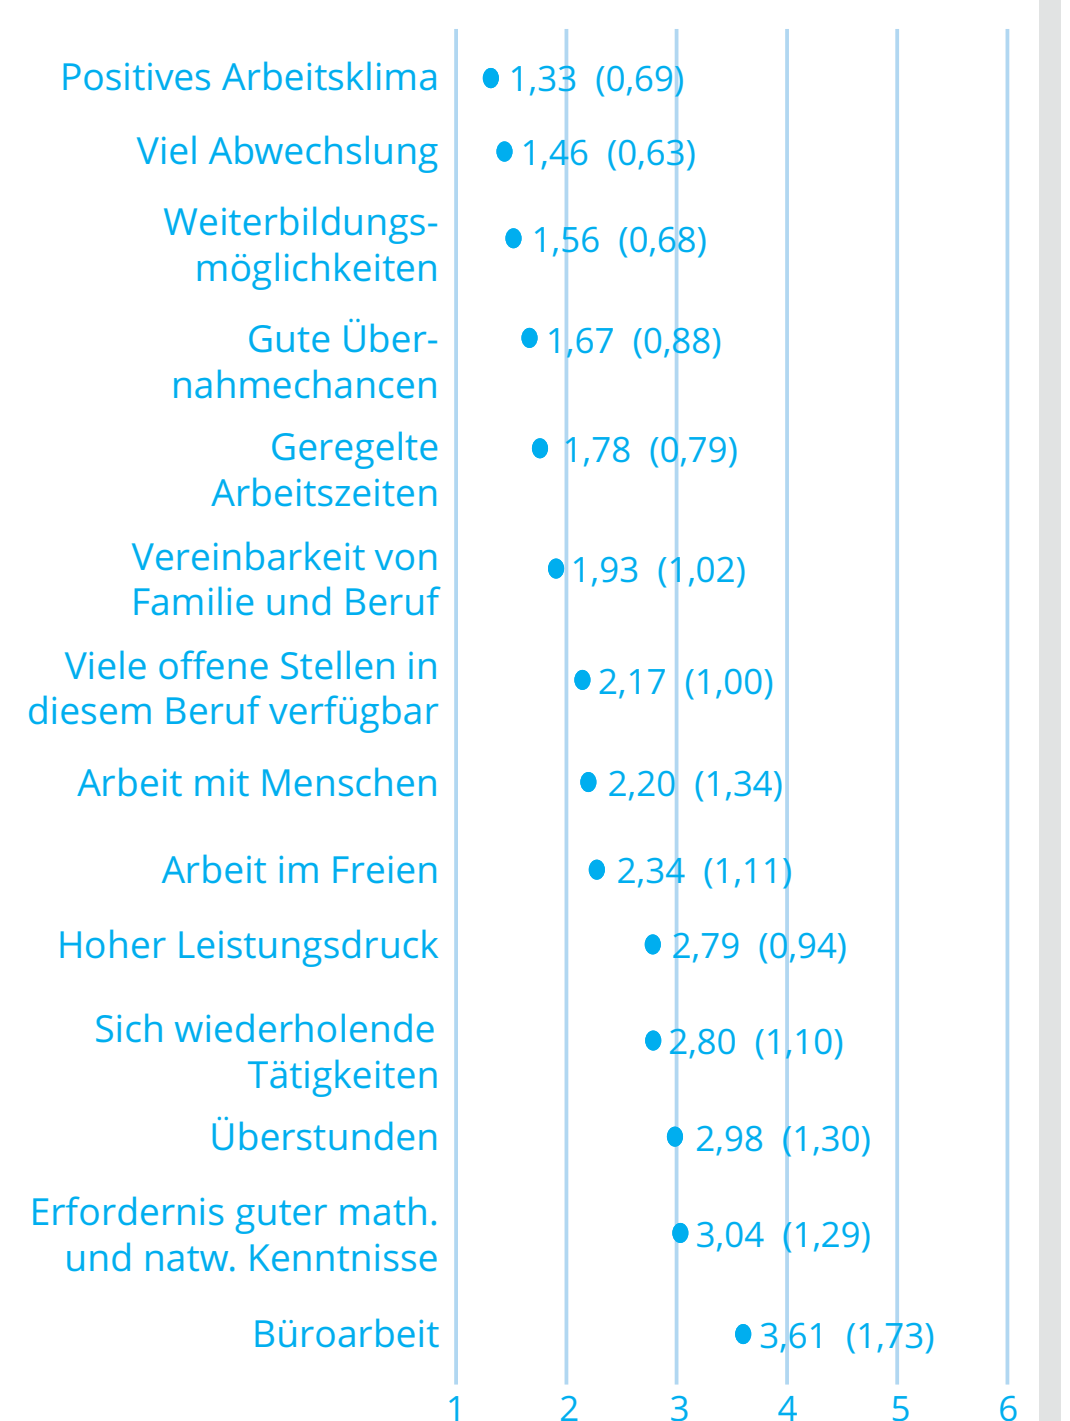 Positives Arbeitsklima 1,33 (0,69)
Viel Abwechslung 1,46 (0,63)
Weiterbildungs-
möglichkeiten 1,56 (0,68)
Gute Über-
nahmechancen 1,67 (0,88)
Geregelte
Arbeitszeiten 1,78 (0,79)
Vereinbarkeit von
Familie und Beruf 1,93 (1,02)
Viele offene Stellen in
diesem Beruf verfügbar 2,17 (1,00)
Arbeit mit Menschen 2,20 (1,34)
Arbeit im Freien 2,34 (1,11)
Hoher Leistungsdruck 2,79 (0,94)
Sich wiederholende
Tätigkeiten 2,80 (1,10)
Überstunden 2,98 (1,30)
Erfordernis guter math.
und natw. Kenntnisse 3,04 (1,29)
Büroarbeit 3,61 (1,73)
1 2 3 4 5 6